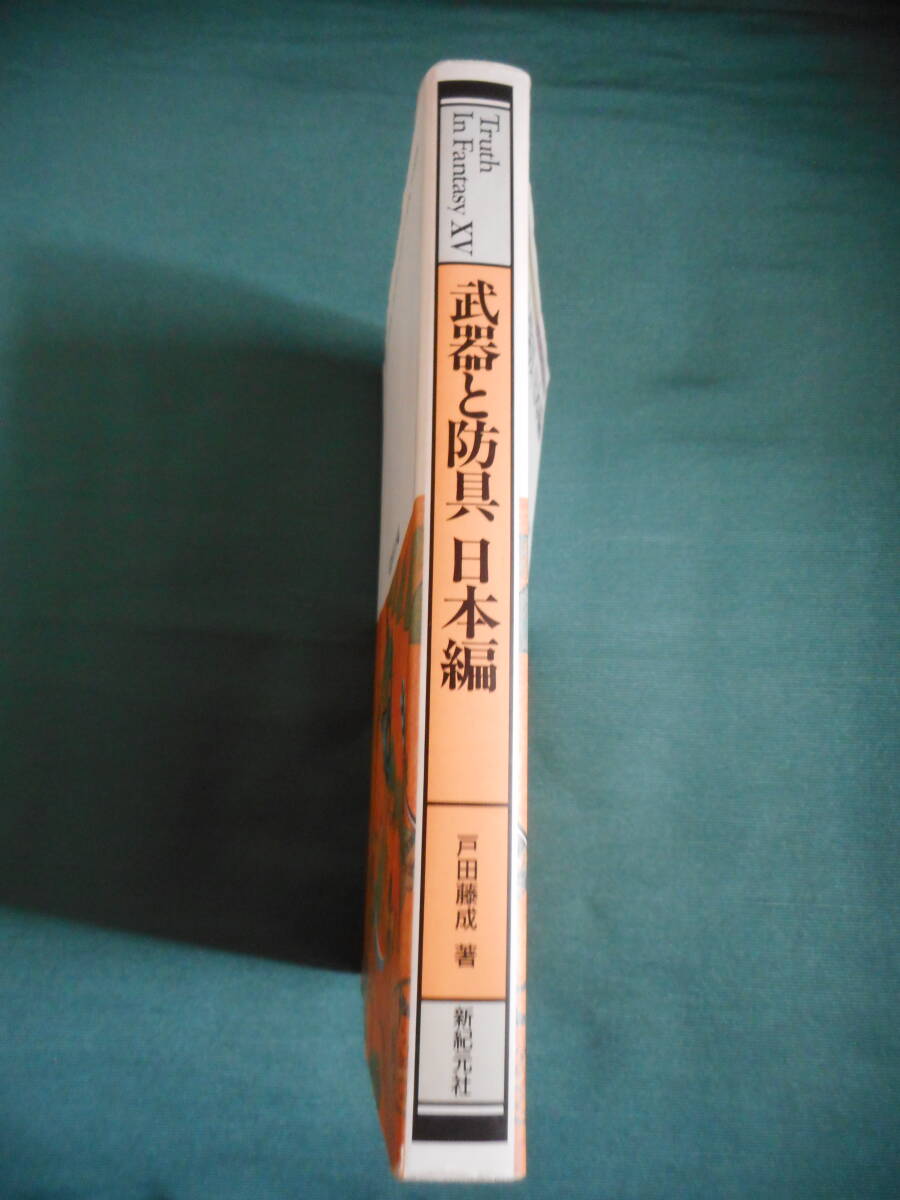 Truth
In Fantasy XV
武器と防具 日本編
戸田藤成 著
新紀元社